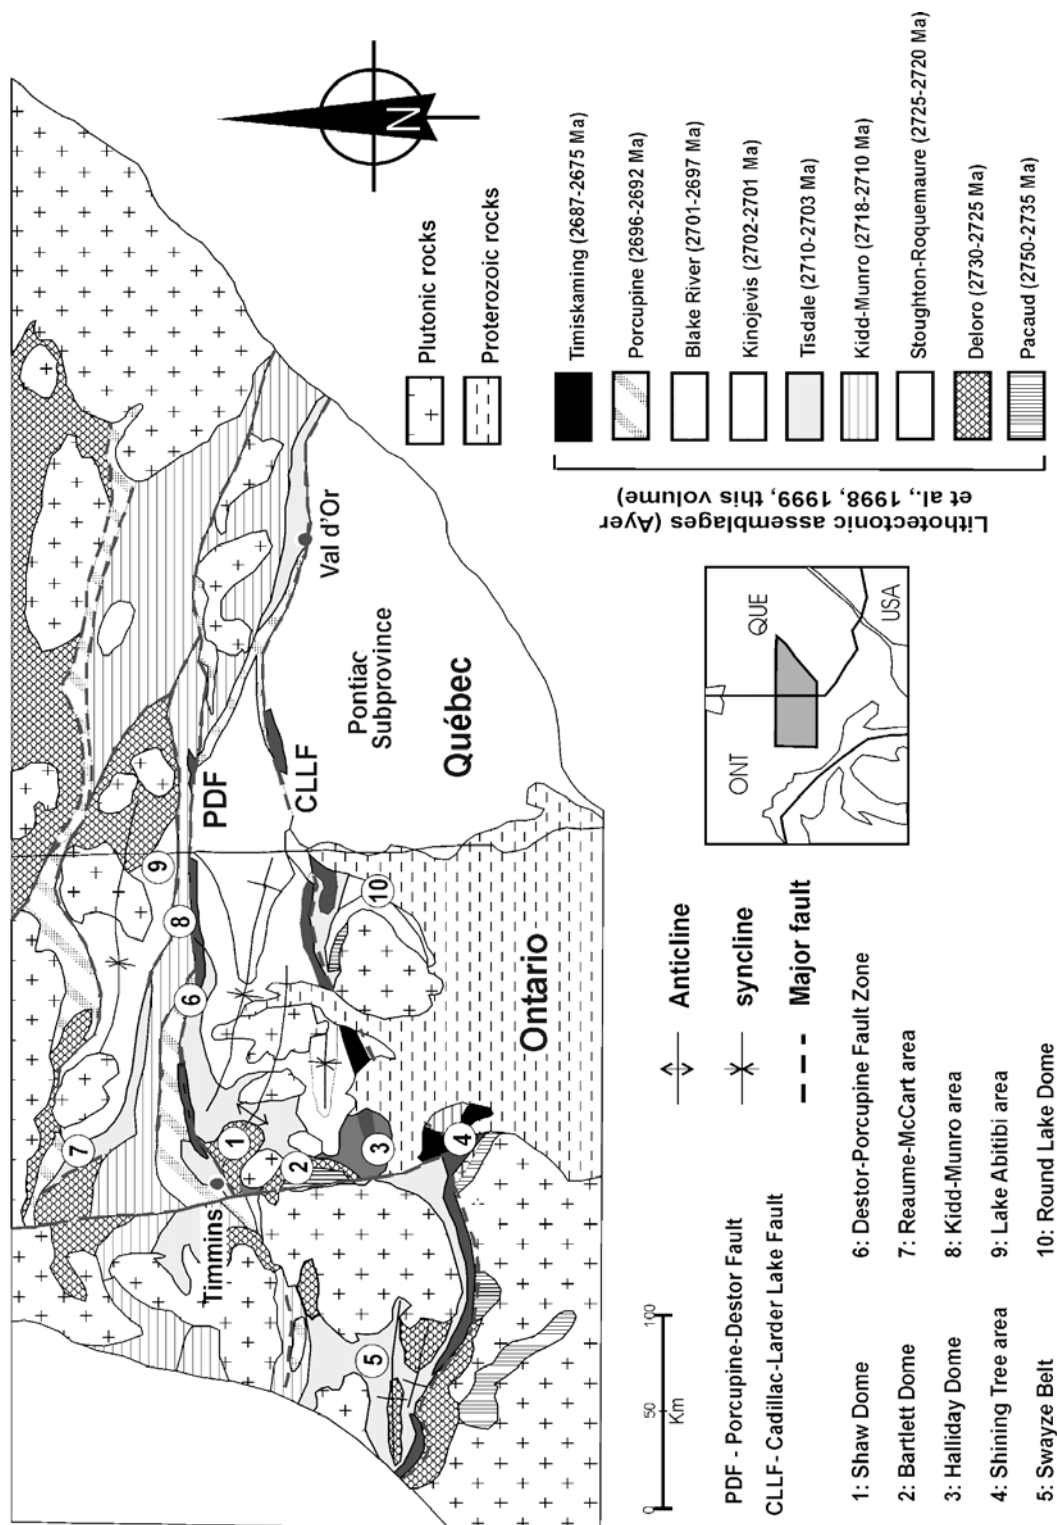 Timmins
Val d'Or
PDF
CLLF
Pontiac
Subprovince
Québec
Ontario
1
2
3
4
5
6
7
8
9
10
N
Plutonic rocks
Proterozoic rocks
Lithotectonic assemblages (Ayer
et al., 1998, 1999, this volume)
Timiskaming (2687-2675 Ma)
Porcupine (2696-2692 Ma)
Blake River (2701-2697 Ma)
Kinojevis (2702-2701 Ma)
Tisdale (2710-2703 Ma)
Kidd-Munro (2718-2710 Ma)
Stoughton-Roquemaure (2725-2720 Ma)
Deloro (2730-2725 Ma)
Pacaud (2750-2735 Ma)
0 50 100
Km
PDF - Porcupine-Destor Fault
CLLF- Cadillac-Larder Lake Fault
Anticline
syncline
Major fault
ONT
QUE
USA
1: Shaw Dome
2: Bartlett Dome
3: Halliday Dome
4: Shining Tree area
5: Swayze Belt
6: Destor-Porcupine Fault Zone
7: Reaume-McCart area
8: Kidd-Munro area
9: Lake Abitibi area
10: Round Lake Dome